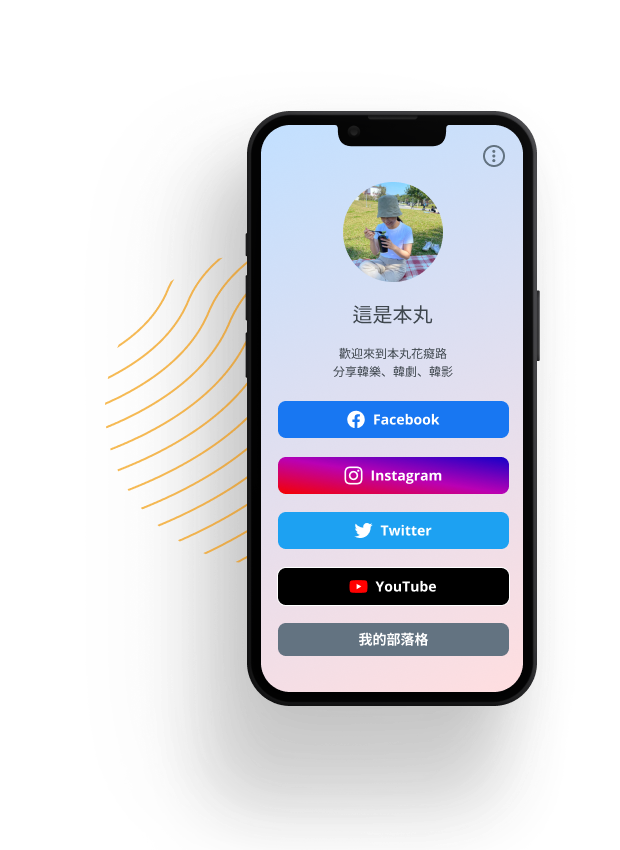 這是本丸
歡迎來到本丸花癡路
分享韓樂、韓劇、韓影
Facebook
Instagram
Twitter
YouTube
我的部落格